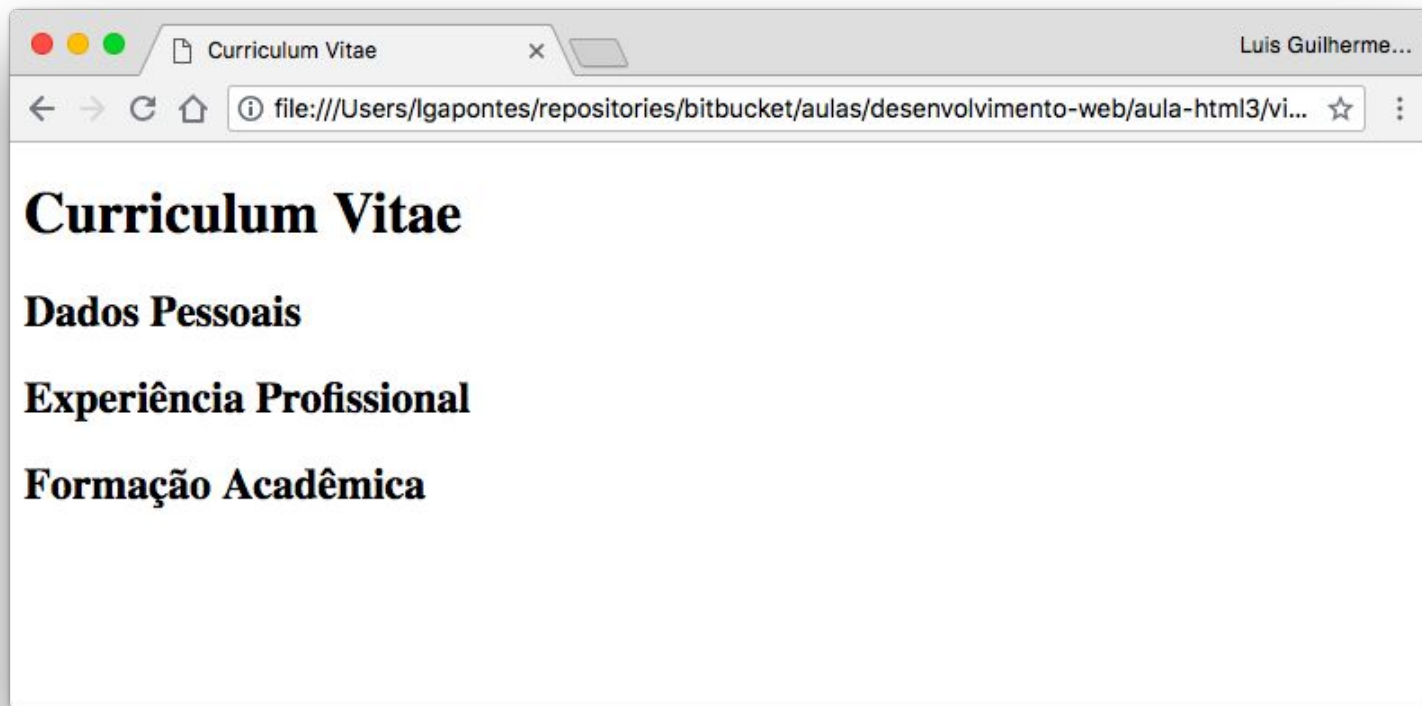 Curriculum Vitae
Luis Guilherme...
file:///Users/lgapontes/repositories/bitbucket/aulas/desenvolvimento-web/aula-html3/vi...
Curriculum Vitae
Dados Pessoais
Experiência Profissional
Formação Acadêmica